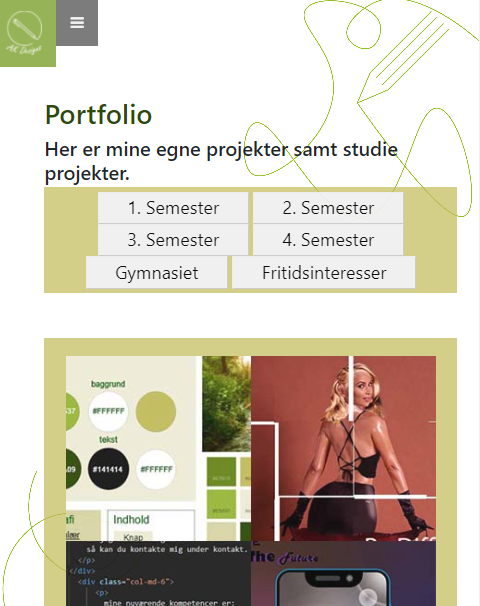 Art Designs
Portfolio
Her er mine egne projekter samt studie
projekter.
1. Semester
2. Semester
3. Semester
4. Semester
Gymnasiet
Fritidsinteresser
baggrund
#FFFFFF
tekst
#141414
#FFFFFF
Indhold
Knap
så kan du kontakte mig under kontakt.
</p>
</div>
<div class="col-md-6">
<p>
mine nuværende kompetencer er:
the Future